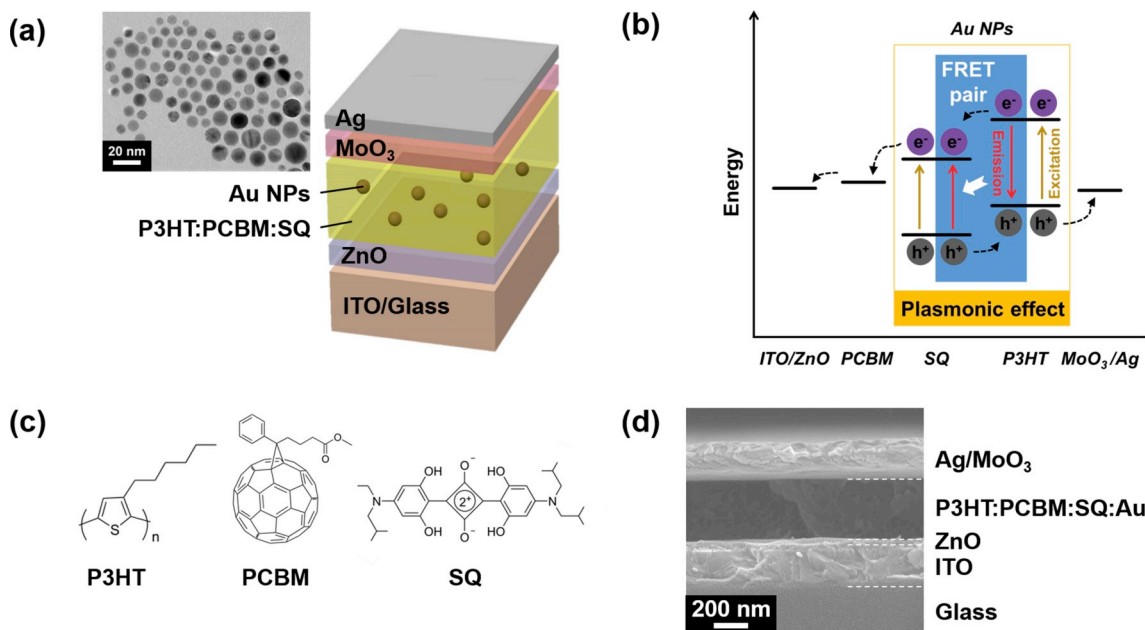 (a)
20 nm
Ag
MoO₃
Au NPs
P3HT:PCBM:SQ
ZnO
ITO/Glass
(b)
Au NPs
FRET
pair
e⁻ e⁻
e⁻ e⁻
Energy
Emission
Excitation
h⁺ h⁺
h⁺ h⁺
Plasmonic effect
ITO/ZnO PCBM SQ P3HT MoO₃/Ag
(c)
S
n
P3HT
O
O
PCBM
OH O⁻ HO
N 2+ N
OH O⁻ HO
SQ
(d)
Ag/MoO₃
P3HT:PCBM:SQ:Au
ZnO
ITO
Glass
200 nm